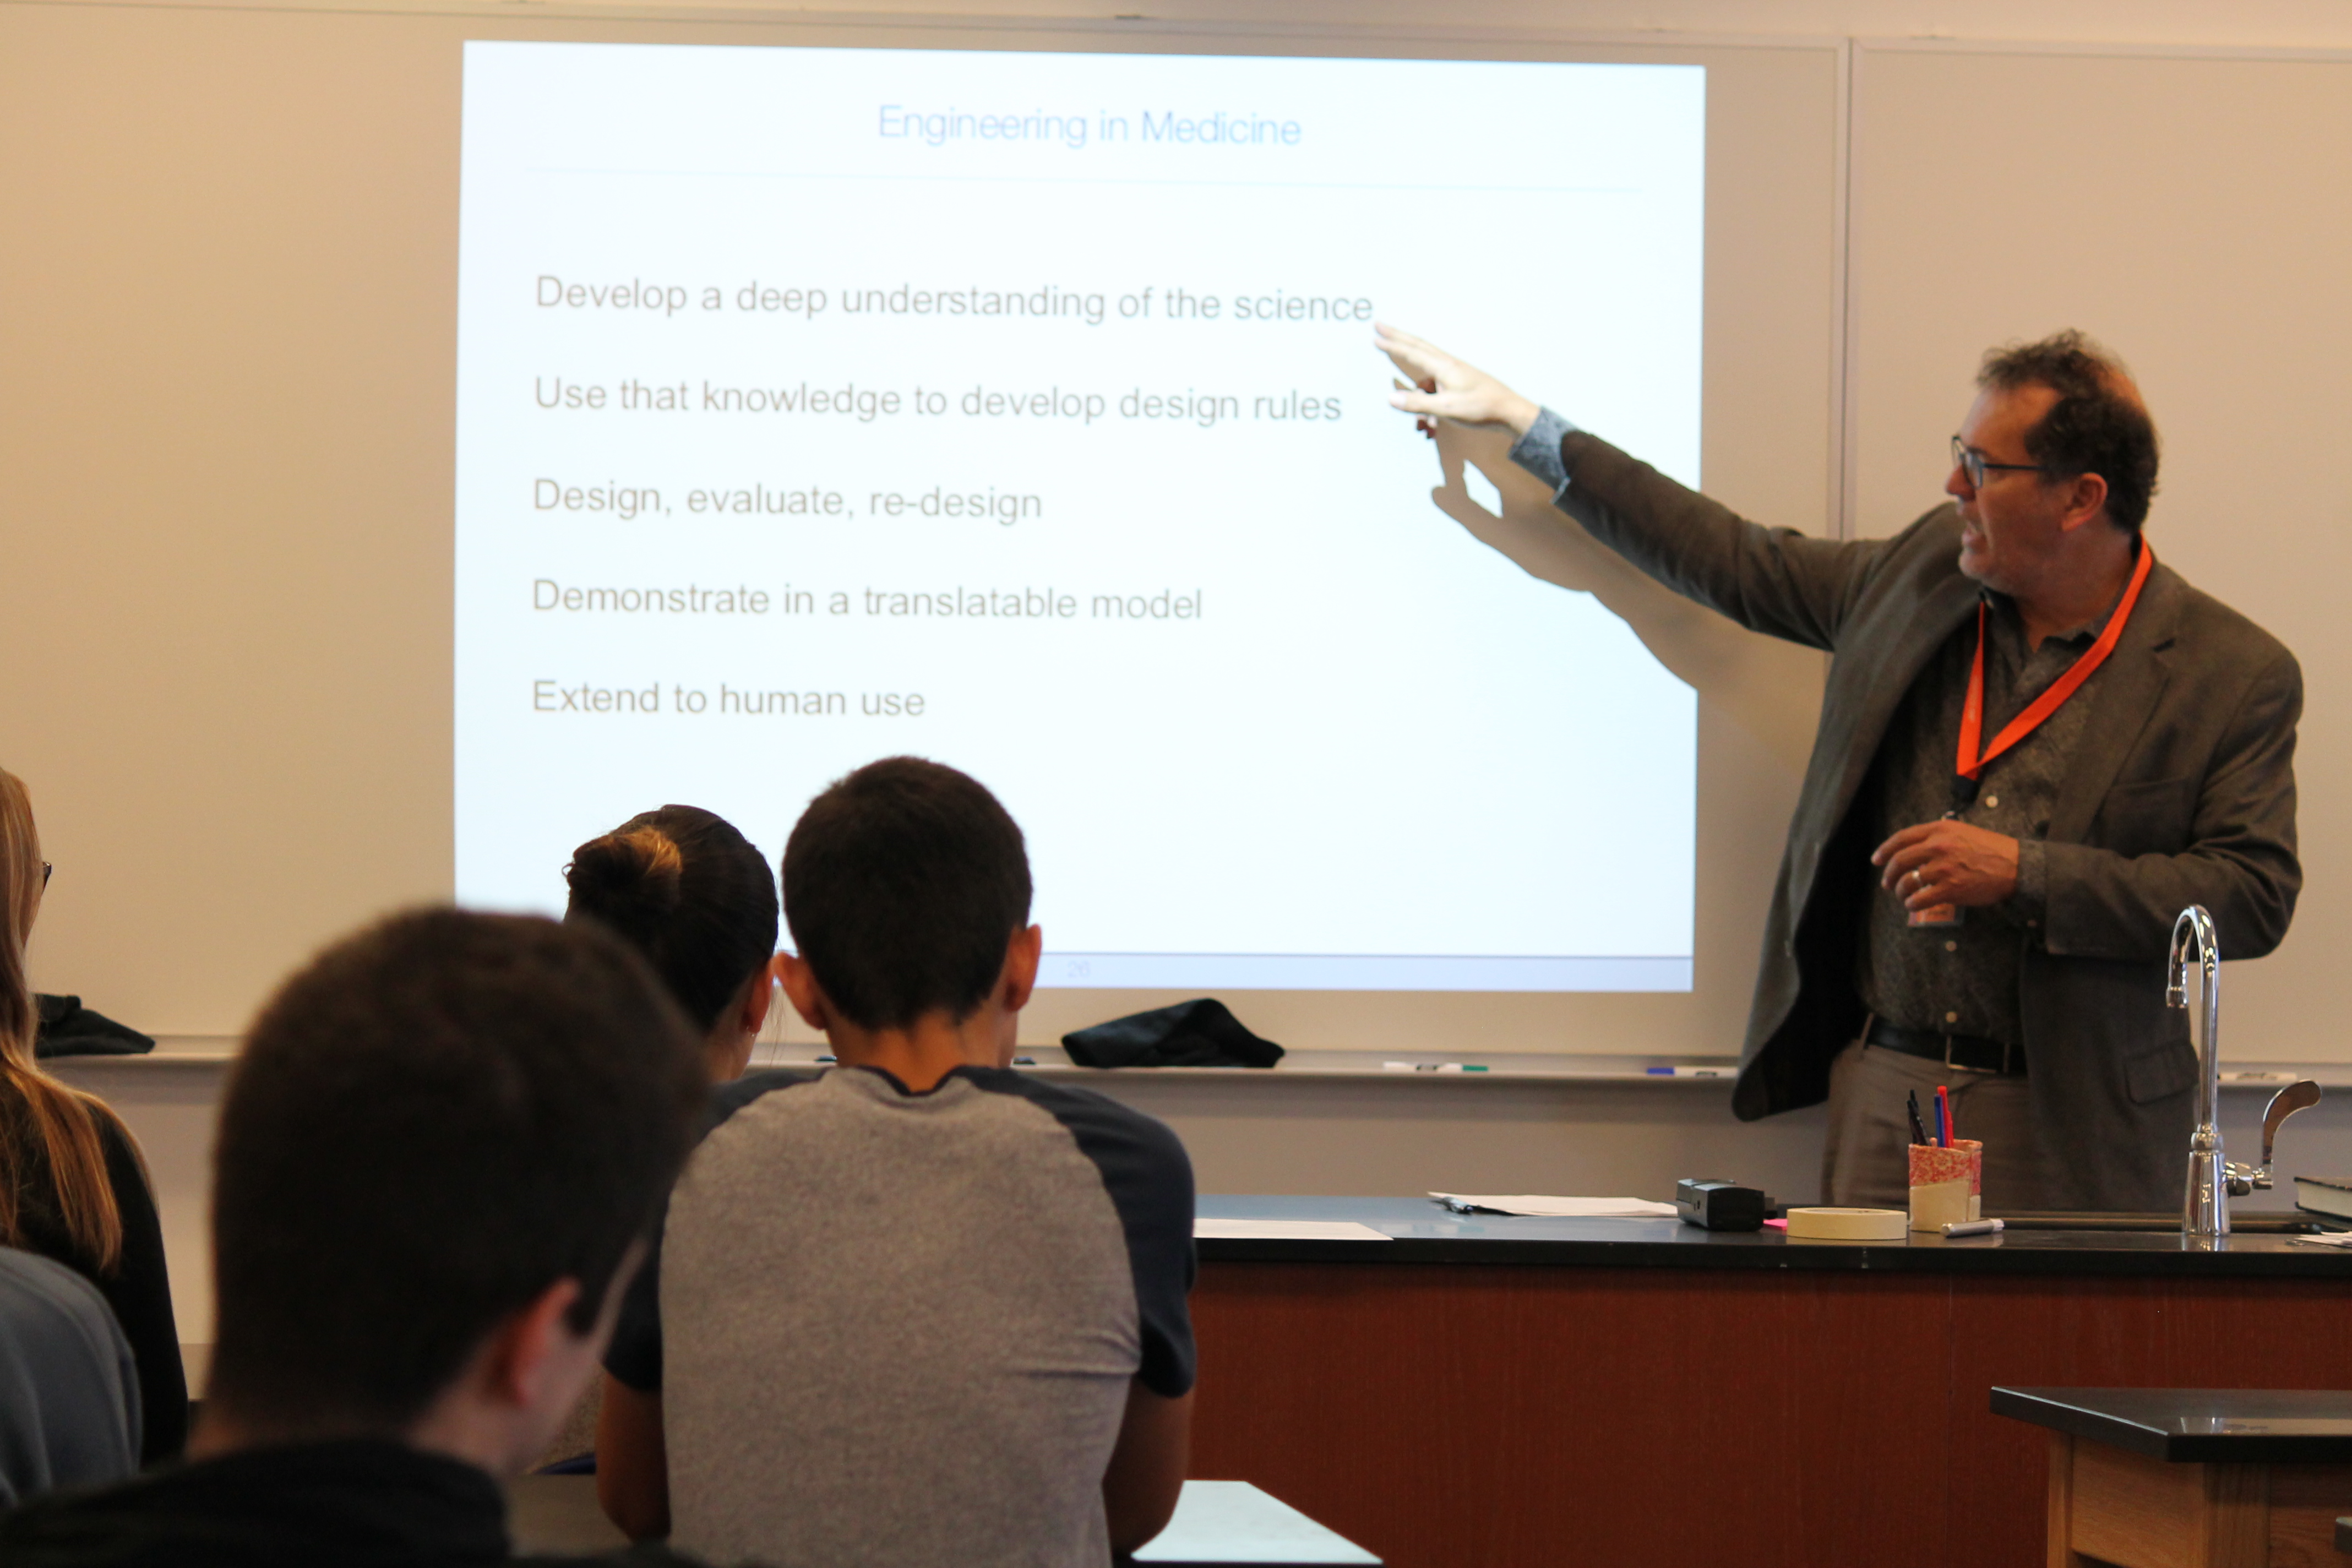 Engineering in Medicine
Develop a deep understanding of the science
Use that knowledge to develop design rules
Design, evaluate, re-design
Demonstrate in a translatable model
Extend to human use
26